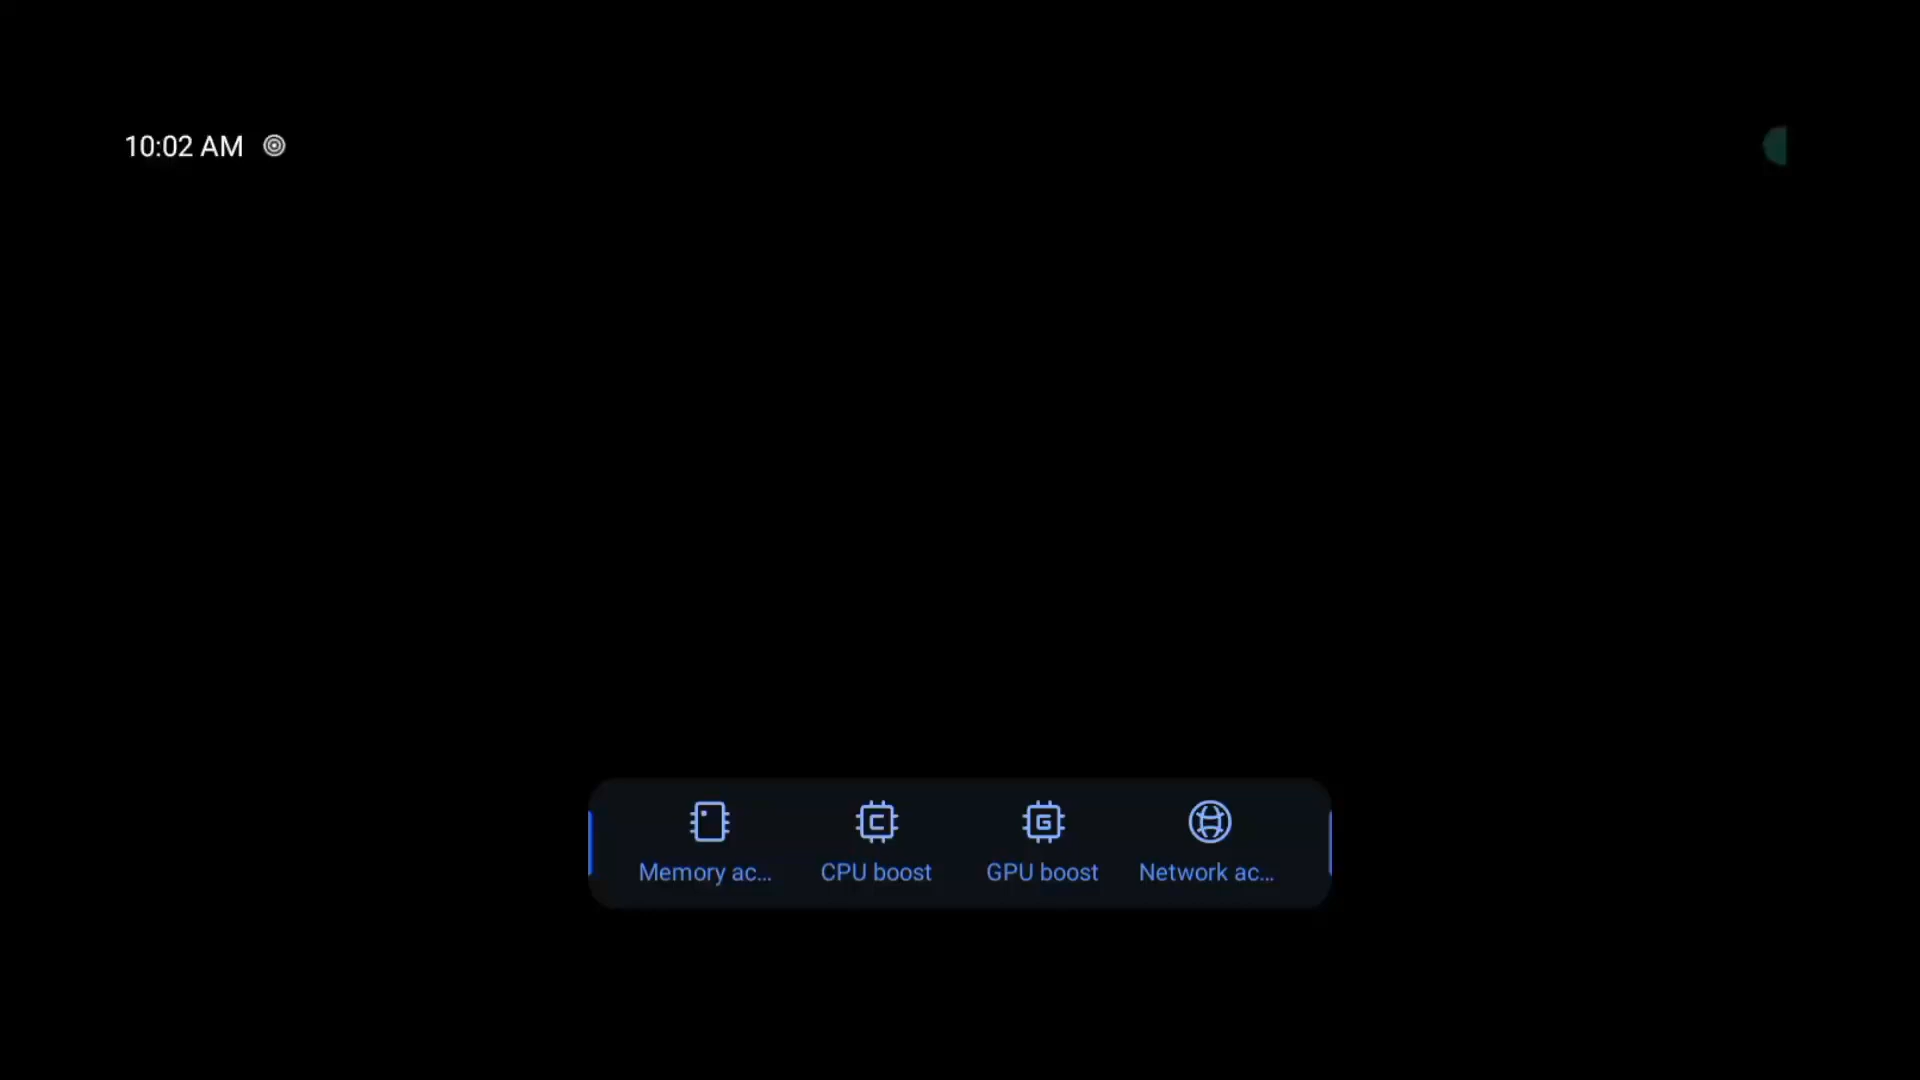 10:02 AM
Memory ac...
CPU boost
GPU boost
Network ac...